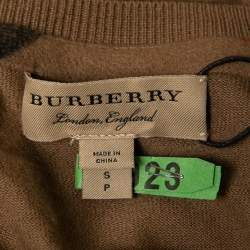 BURBERRY
London, England
MADE IN
CHINA
S
P
23